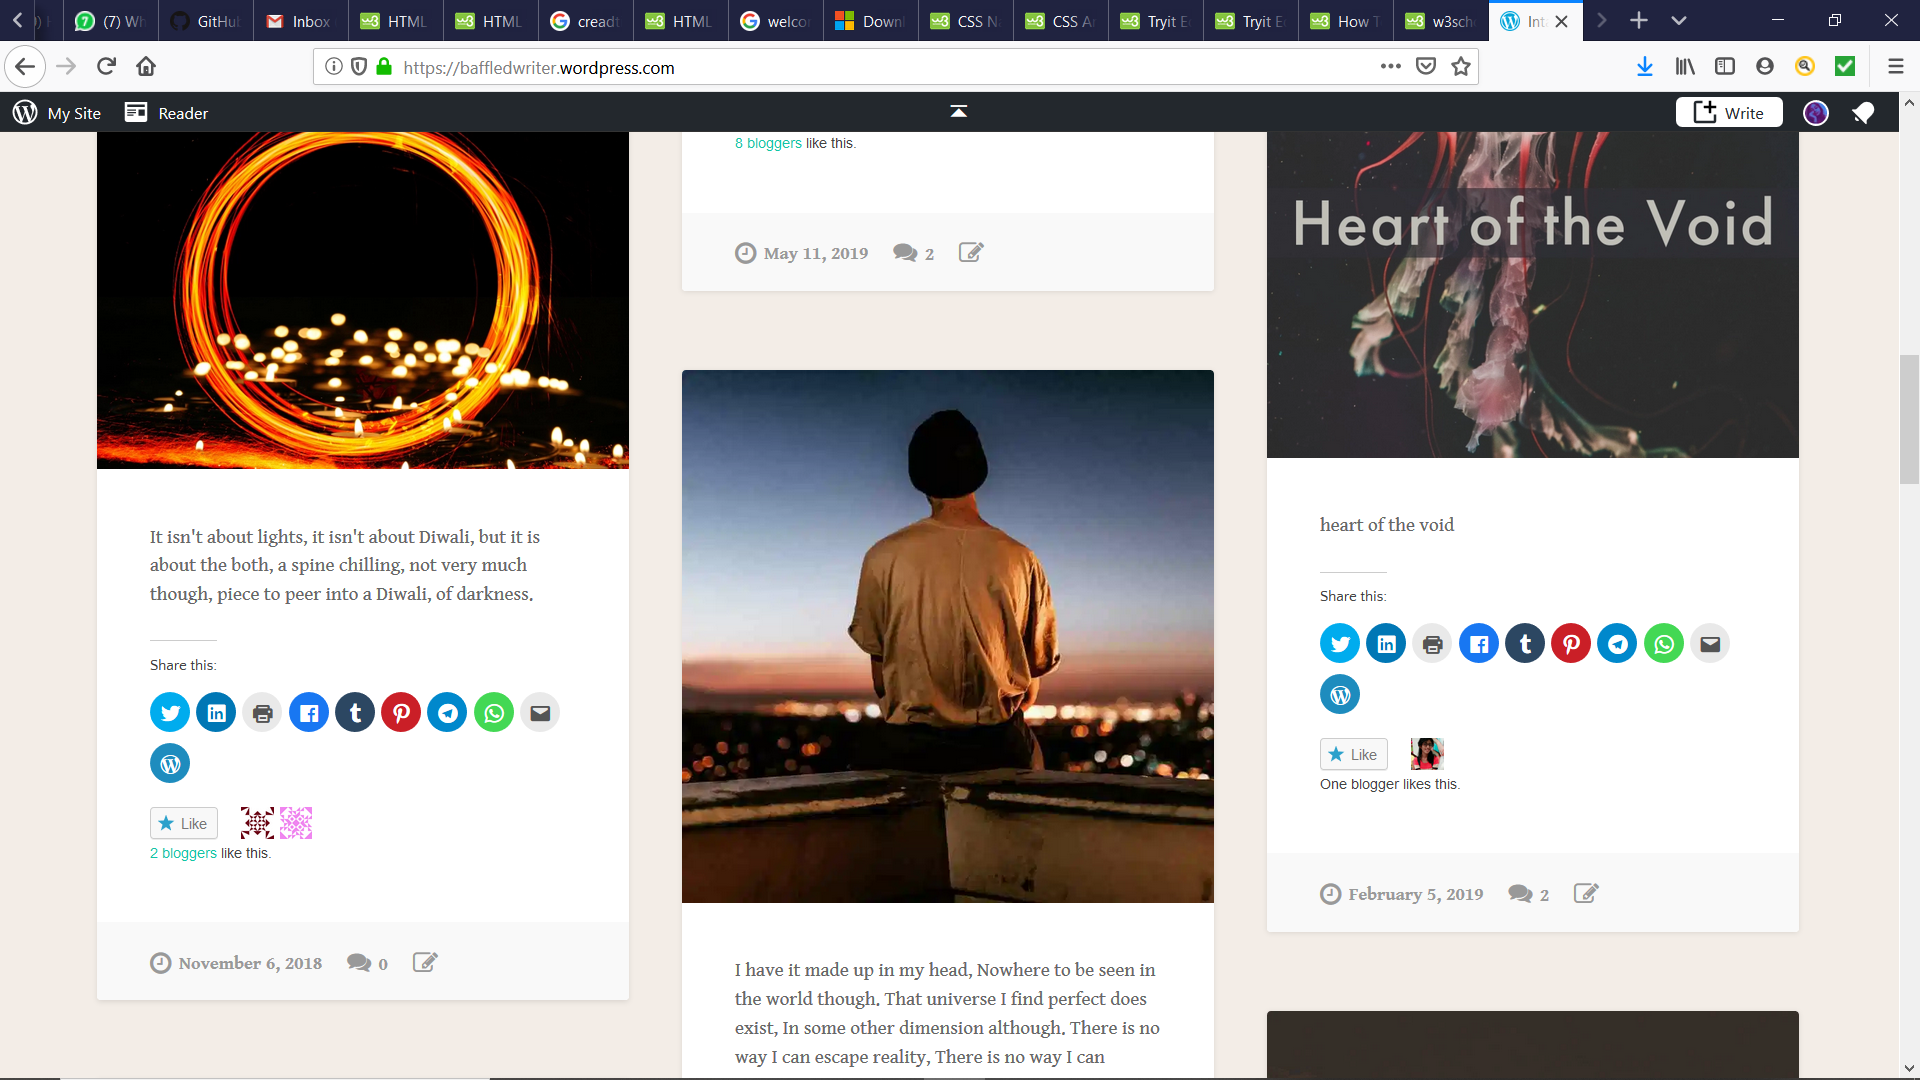 (7) Wh
GitHub
Inbox
HTML
HTML
creadt
HTML
welcor
Downl
CSS N
CSS Ar
Tryit E
Tryit E
How T
w3sch
https://baffledwriter.wordpress.com
My Site
Reader
Write
8 bloggers like this.
May 11, 2019 2
Heart of the Void
It isn't about lights, it isn't about Diwali, but it is
about the both, a spine chilling, not very much
though, piece to peer into a Diwali, of darkness.
Share this:
Like
2 bloggers like this.
November 6, 2018 0
I have it made up in my head, Nowhere to be seen in
the world though. That universe I find perfect does
exist, In some other dimension although. There is no
way I can escape reality, There is no way I can
heart of the void
Share this:
Like
One blogger likes this.
February 5, 2019 2